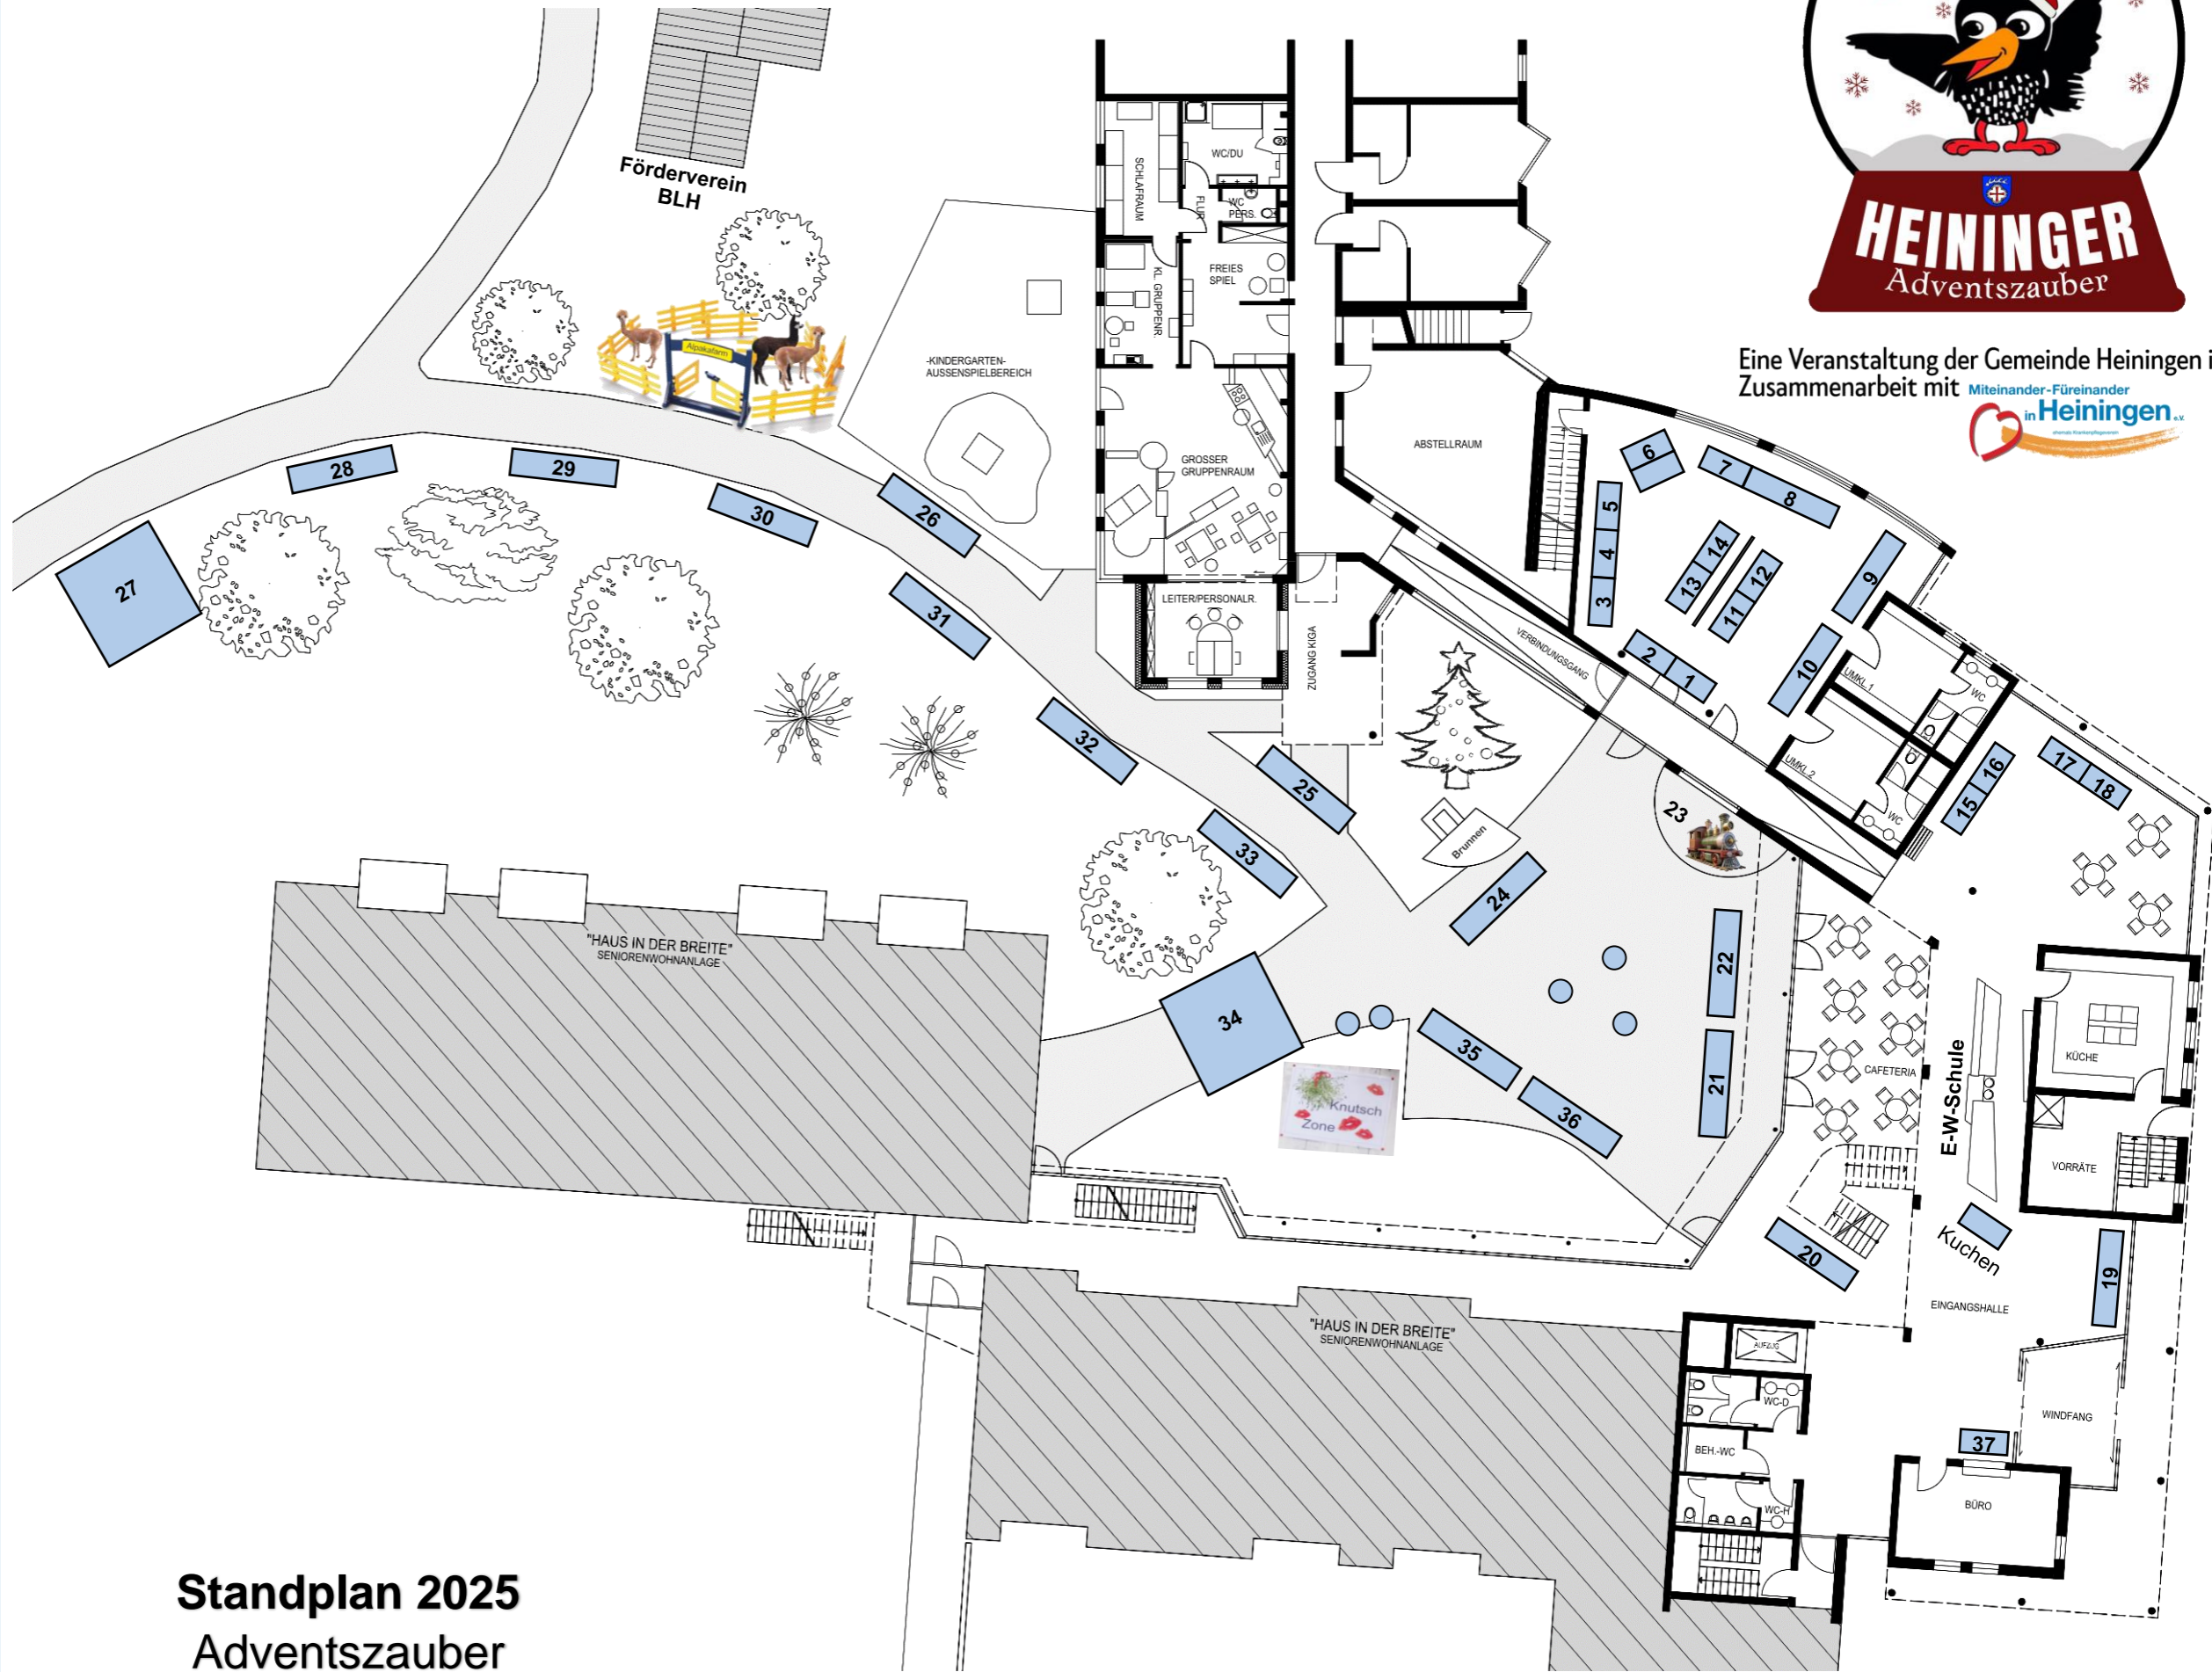 HEININGER
Adventszauber
Eine Veranstaltung der Gemeinde Heiningen i
Zusammenarbeit mit
Miteinander-Füreinander
in Heiningen e.V.
ehemals Krankenpflegeverein
Förderverein
BLH
Alpakafarm
-KINDERGARTEN-
AUSSENSPIELBEREICH
SCHLAFRAUM
WC/DU
FLUR
WC
PERS.
KL. GRUPPENR.
FREIES
SPIEL
GROSSER
GRUPPENRAUM
LEITER/PERSONALR.
ZUGANG KIGA
ABSTELLRAUM
VERBINDUNGSGANG
UMKL.1
WC
UMKL.2
WC
1
2
3
4
5
6
7
8
9
10
11
12
13
14
15
16
17
18
19
20
21
22
23
24
25
26
27
28
29
30
31
32
33
34
35
36
37
Brunnen
Knutsch
Zone
"HAUS IN DER BREITE"
SENIORENWOHNANLAGE
"HAUS IN DER BREITE"
SENIORENWOHNANLAGE
CAFETERIA
E-W-Schule
KÜCHE
VORRÄTE
Kuchen
EINGANGSHALLE
WINDFANG
AUFZUG
WC-D
BEH.-WC
WC-H
BÜRO
Standplan 2025
Adventszauber